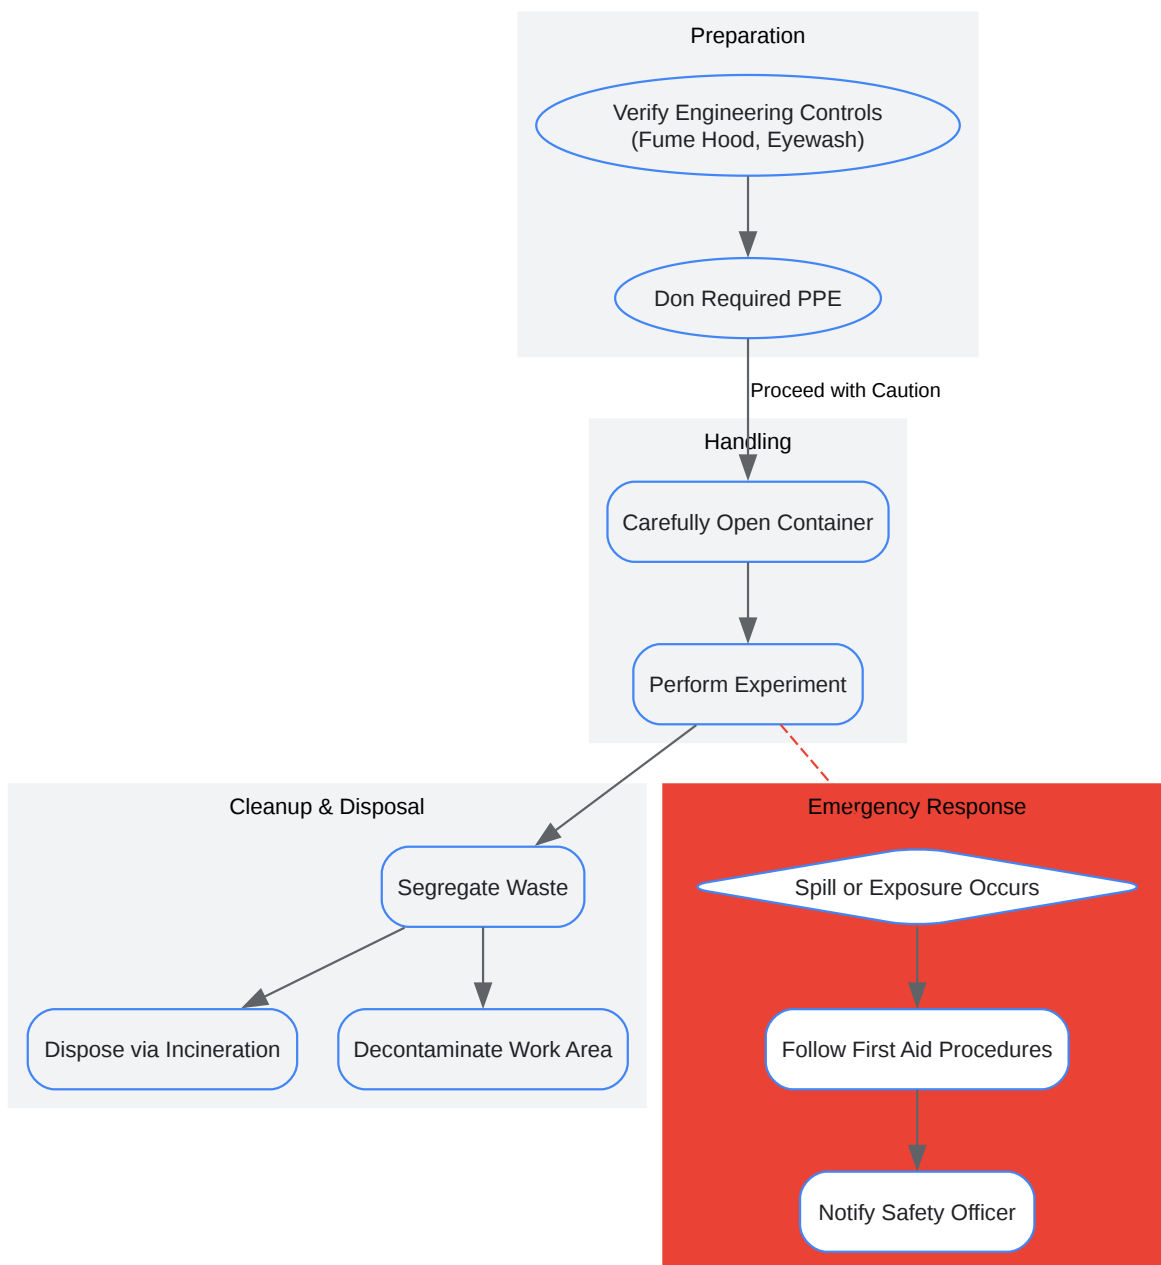 Preparation
Verify Engineering Controls
(Fume Hood, Eyewash)
Don Required PPE
Proceed with Caution
Handling
Carefully Open Container
Perform Experiment
Cleanup & Disposal
Segregate Waste
Dispose via Incineration
Decontaminate Work Area
Emergency Response
Spill or Exposure Occurs
Follow First Aid Procedures
Notify Safety Officer